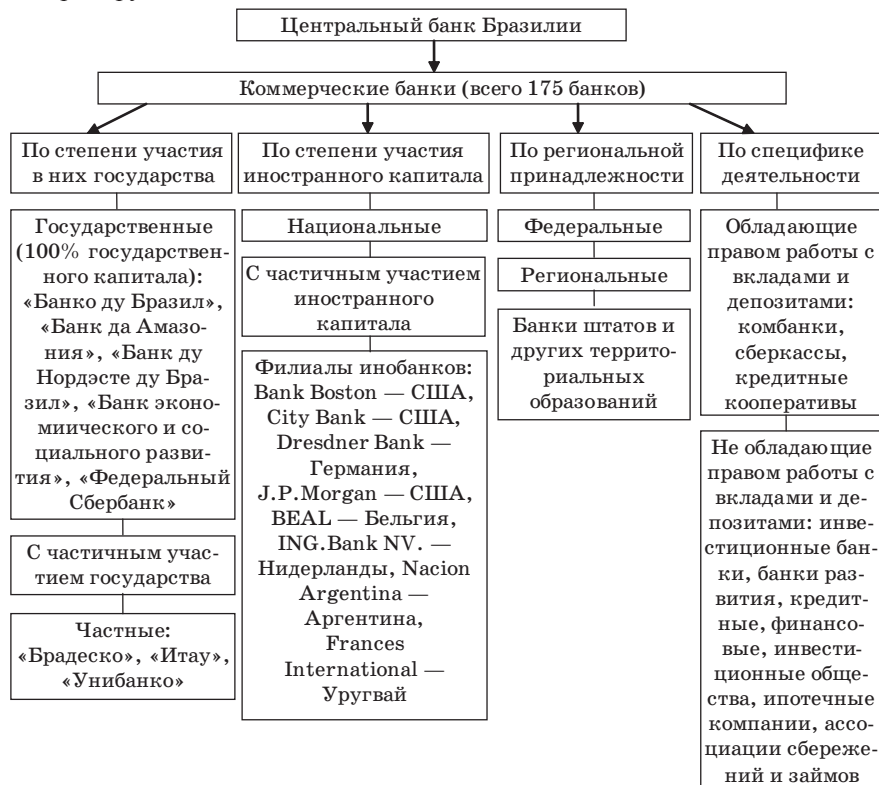 Центральный банк Бразилии
Коммерческие банки (всего 175 банков)
По степени участия
в них государства
Государственные
(100% государствен-
ного капитала):
«Банко ду Бразил»,
«Банк да Амазо-
ния», «Банк ду
Нордэсте ду Бра-
зил», «Банк эконо-
миического и со-
циального разви-
тия», «Федеральный
Сбербанк»
С частичным учас-
тием государства
Частные:
«Брадеско», «Итау»,
«Унибанко»
По степени участия
иностранного капитала
Национальные
С частичным участием
иностранного
капитала
Филиалы инобанков:
Bank Boston — США,
City Bank — США,
Dresdner Bank —
Германия,
J.P.Morgan — США,
BEAL — Бельгия,
ING.Bank NV. —
Нидерланды, Nacion
Argentina —
Аргентина,
Frances
International —
Уругвай
По региональной
принадлежности
Федеральные
Региональные
Банки штатов и
других террито-
риальных
образований
По специфике
деятельности
Обладающие
правом работы с
вкладами и
депозитами:
комбанки,
сберкассы,
кредитные
кооперативы
Не обладающие
правом работы с
вкладами и де-
позитами: инве-
стиционные бан-
ки, банки раз-
вития, кредит-
ные, финансо-
вые, инвести-
ционные обще-
ства, ипотечные
компании, ассо-
циации сбереже-
ний и займов